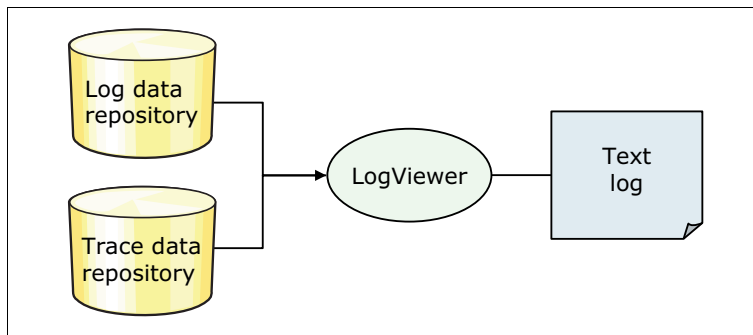 Log data
repository
Trace data
repository
LogViewer
Text
log